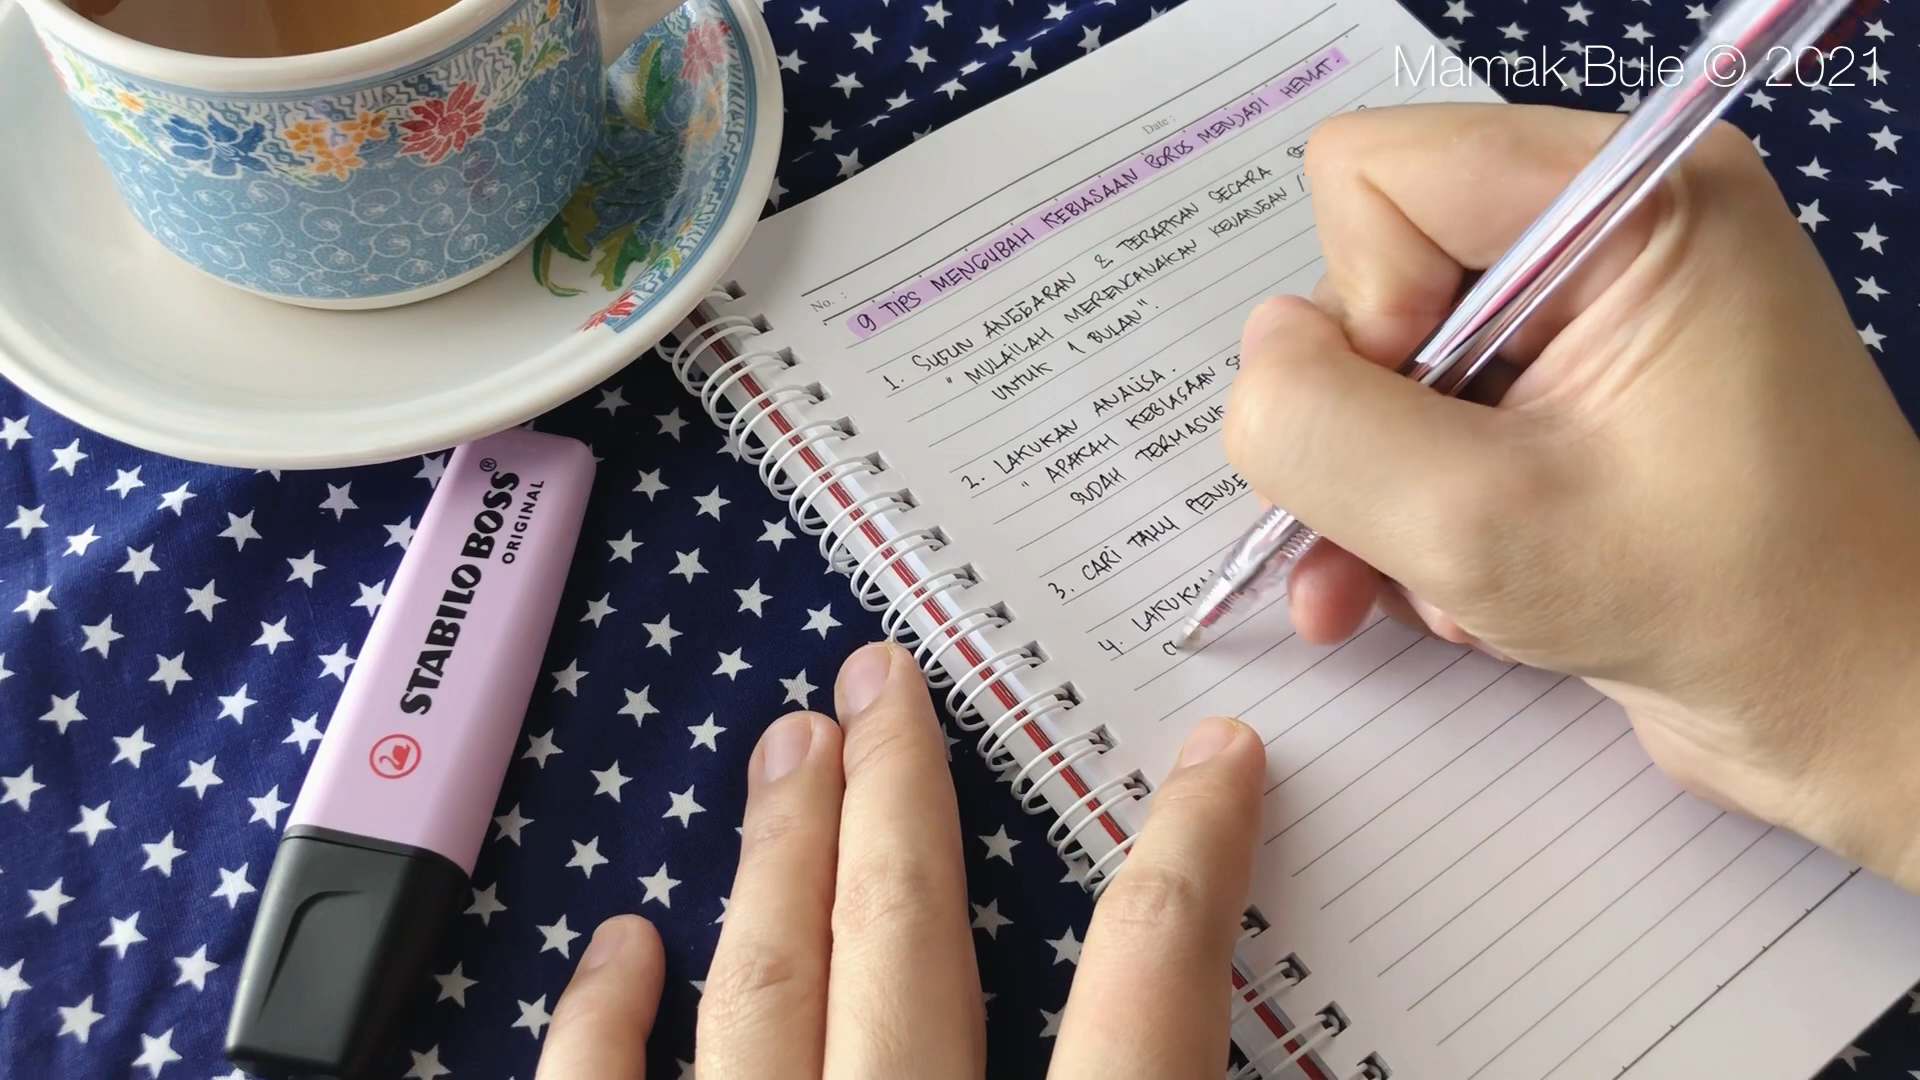 Mamak Bule © 2021
Date :
No. :
9 TIPS MENGUBAH KEBIASAAN BOROS MENJADI HEMAT.
1. SUSUN ANGGARAN & TERAPKAN SECARA
" MULAILAH MERENCANAKAN KEUANGAN
UNTUK 1 BULAN".
2. LAKUKAN ANALISA.
" APAKAH KEBIASAAN
SUDAH TERMASUK
3. CARI TAHU
4. LAKUKAN
STABILO BOSS®
ORIGINAL